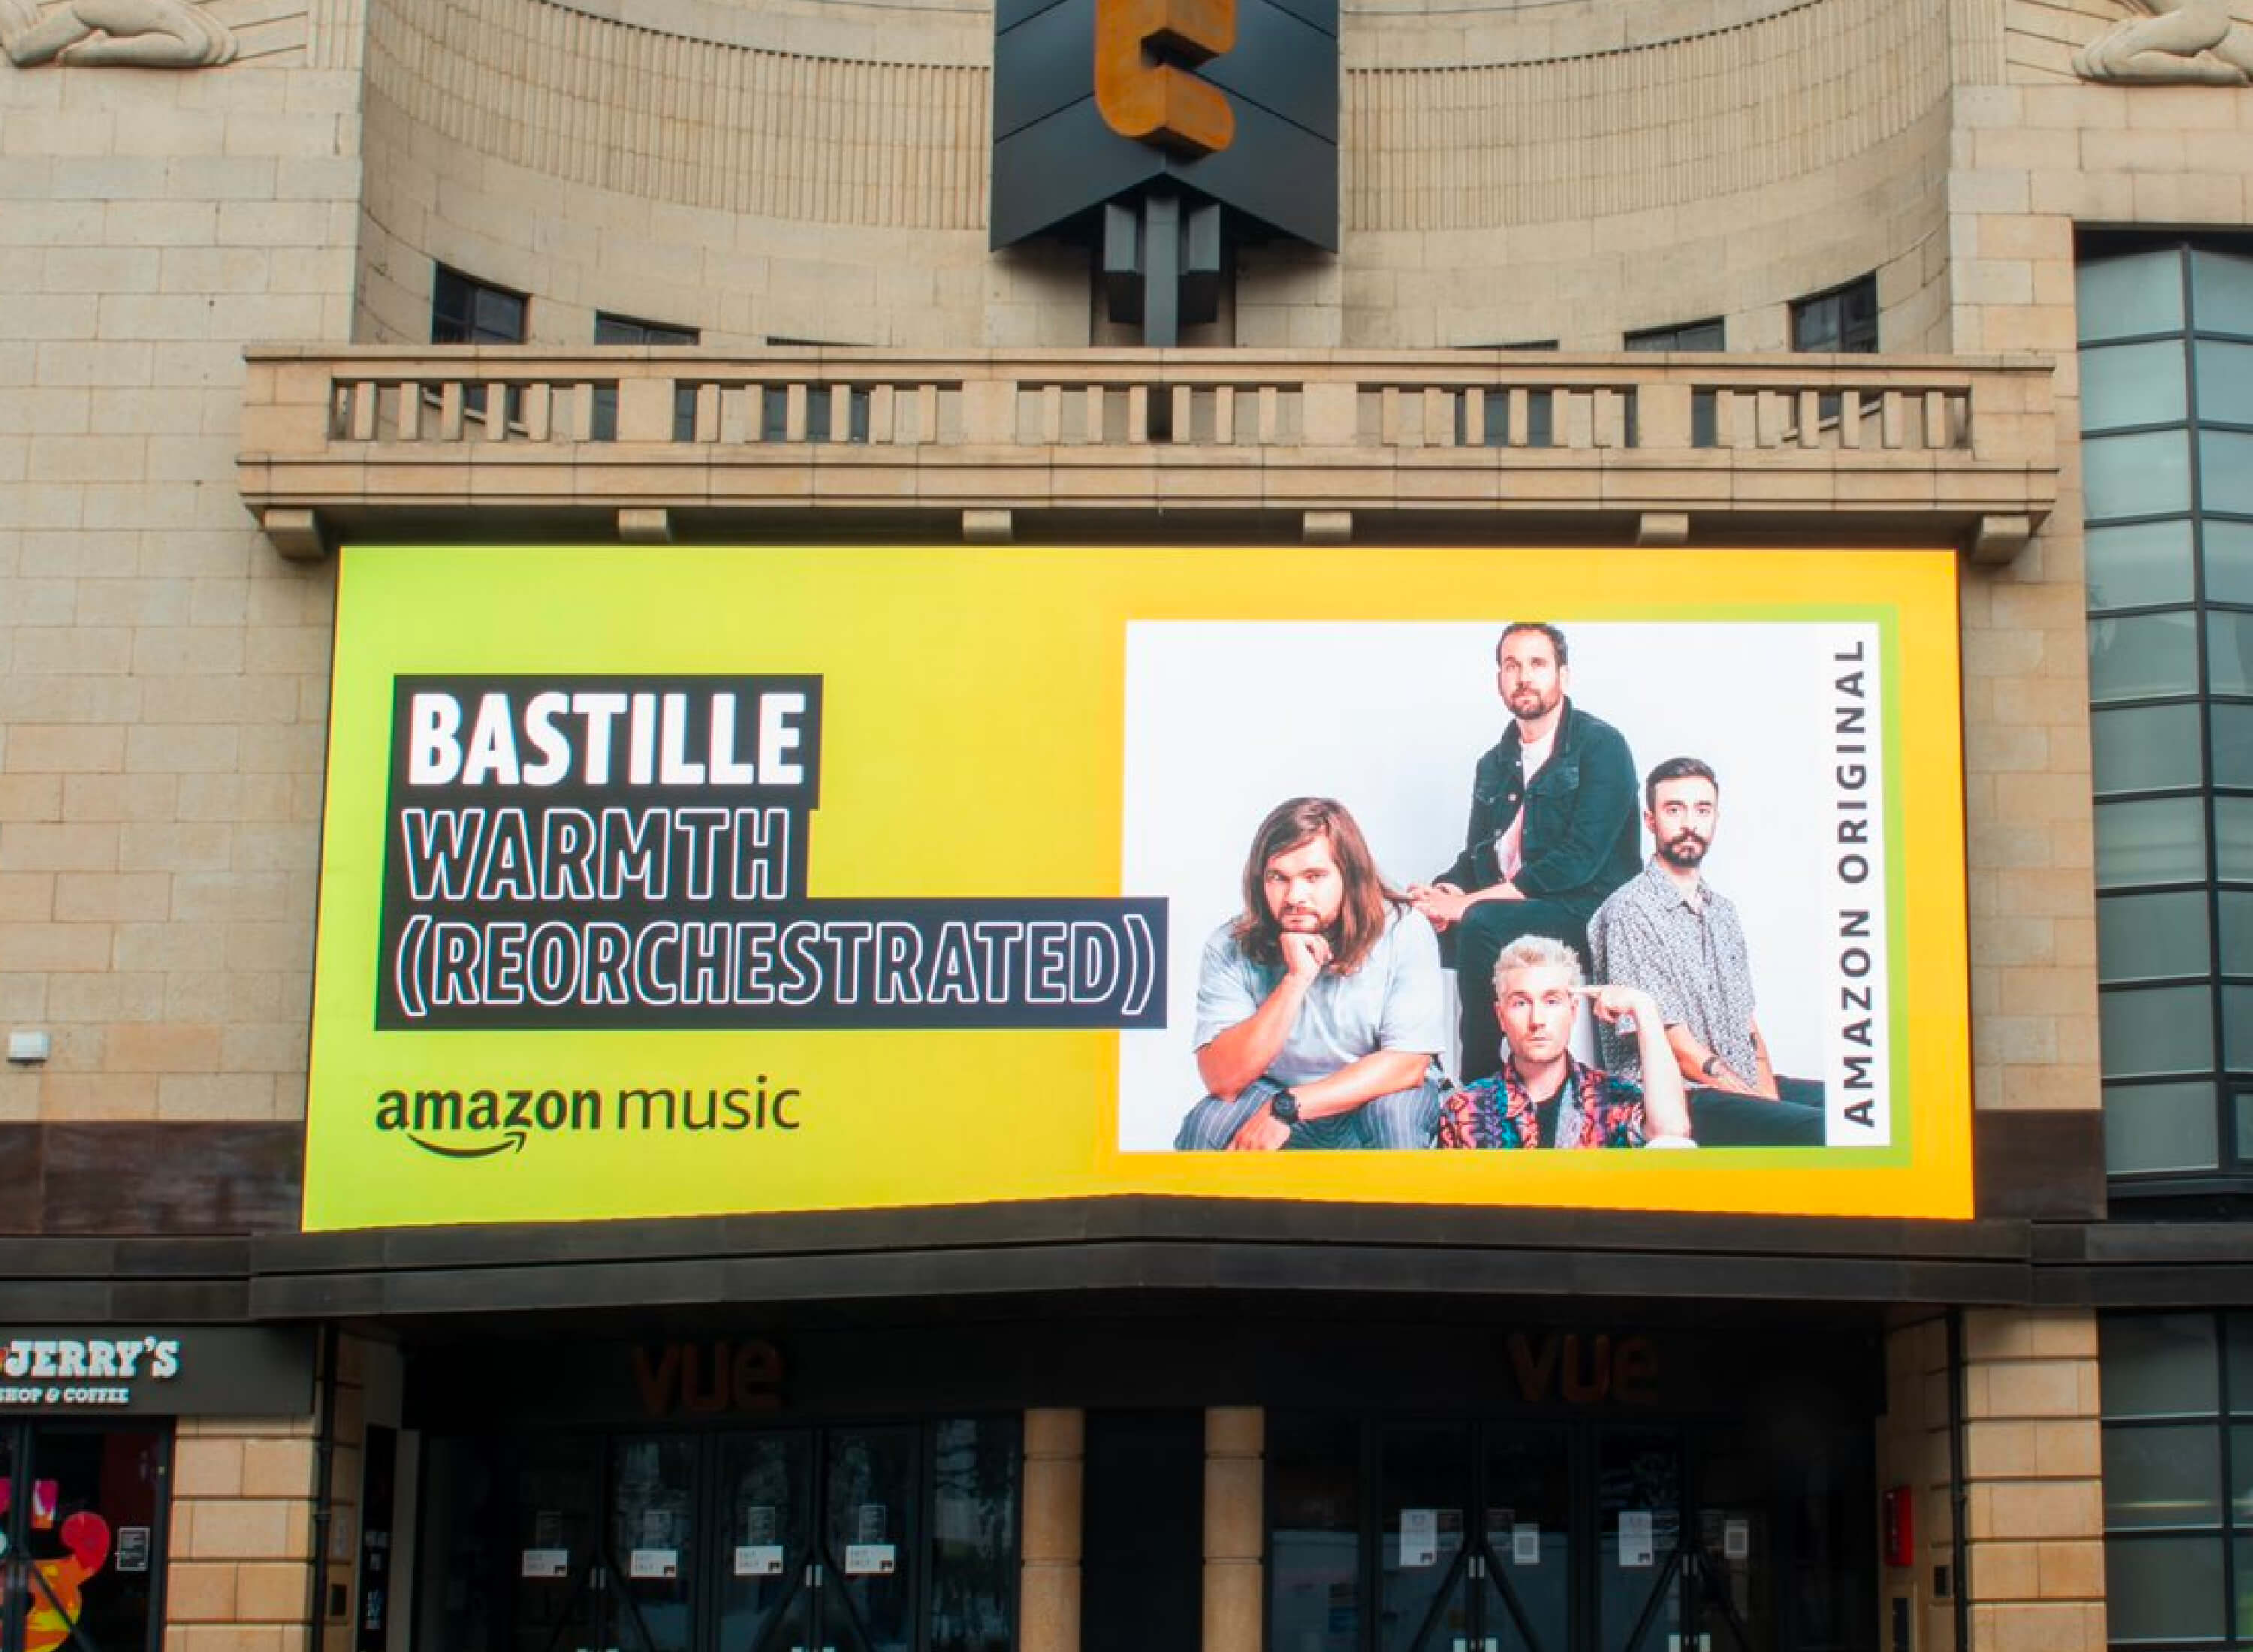 e
BASTILLE
WARMTH
(REORCHESTRATED)
amazon music
AMAZON ORIGINAL
JERRY'S
SHOP & COFFEE
vue
vue